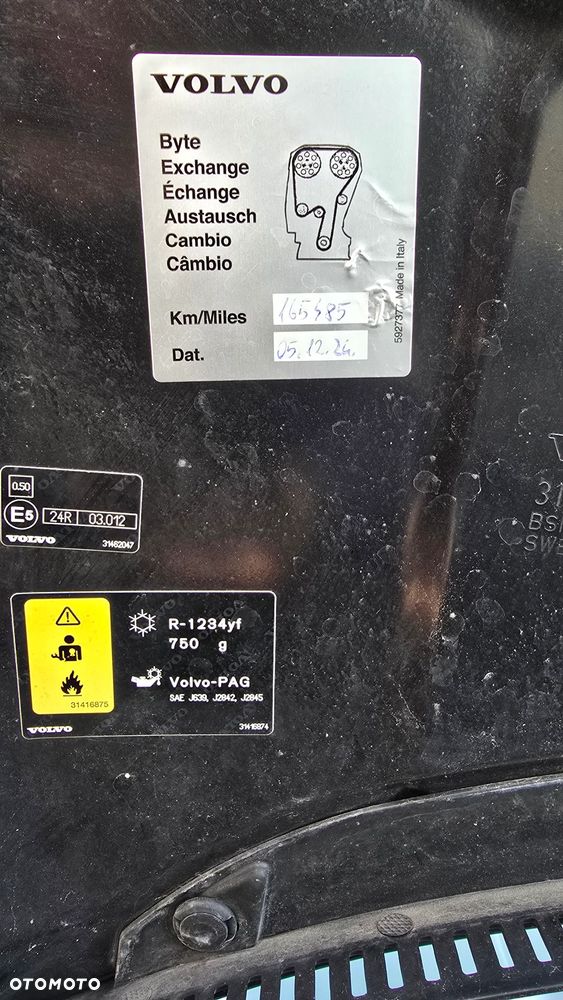 VOLVO
Byte
Exchange
Échange
Austausch
Cambio
Câmbio
Km/Miles 165485
Dat. 05.12.24.
5927377 Made in Italy
0.50
E5 24R 03.012
VOLVO 31462047
R-1234yf
750 g
Volvo-PAG
SAE J639, J2842, J2845
31416875
VOLVO 31416874
OTOMOTO